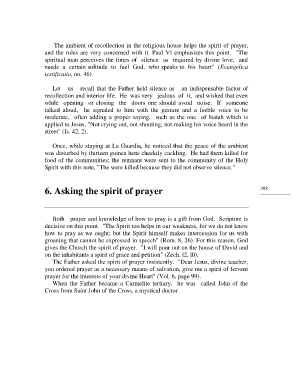 The ambient of recollection in the religious house helps the spirit of prayer,
and the rules are very concerned with it. Paul VI emphasizes this point. "The
spiritual man perceives the times of silence as required by divine love, and
needs a certain solitude to feel God, who speaks to his heart" (Evangelica
testificatio, no. 46).
Let us recall that the Father held silence as an indispensable factor of
recollection and interior life. He was very jealous of it, and wished that even
while opening or closing the doors one should avoid noise. If someone
talked aloud, he signaled to him with the gesture and a feeble voice to be
moderate, often adding a proper saying, such as the one of Isaiah which is
applied to Jesus, "Not crying out, not shouting, not making his voice heard in the
street" (Is. 42, 2).
Once, while staying at La Guardia, he noticed that the peace of the ambient
was disturbed by thirteen guinea hens cheekily cackling. He had them killed for
food of the communities; the remnant were sent to the community of the Holy
Spirit with this note, "The were killed because they did not observe silence."
6. Asking the spirit of prayer
Both prayer and knowledge of how to pray is a gift from God. Scripture is
decisive on this point. "The Spirit too helps in our weakness, for we do not know
how to pray as we ought; but the Spirit himself makes intercession for us with
groaning that cannot be expressed in speech" (Rom. 8, 26). For this reason, God
gives the Church the spirit of prayer. "I will pour out on the house of David and
on the inhabitants a spirit of grace and petition" (Zech. 12, 10).
The Father asked the spirit of prayer insistently. "Dear Jesus, divine teacher,
you ordered prayer as a necessary means of salvation, give me a spirit of fervent
prayer for the interests of your divine Heart" (Vol. 6, page 99).
When the Father became a Carmelite tertiary, he was called John of the
Cross from Saint John of the Cross, a mystical doctor